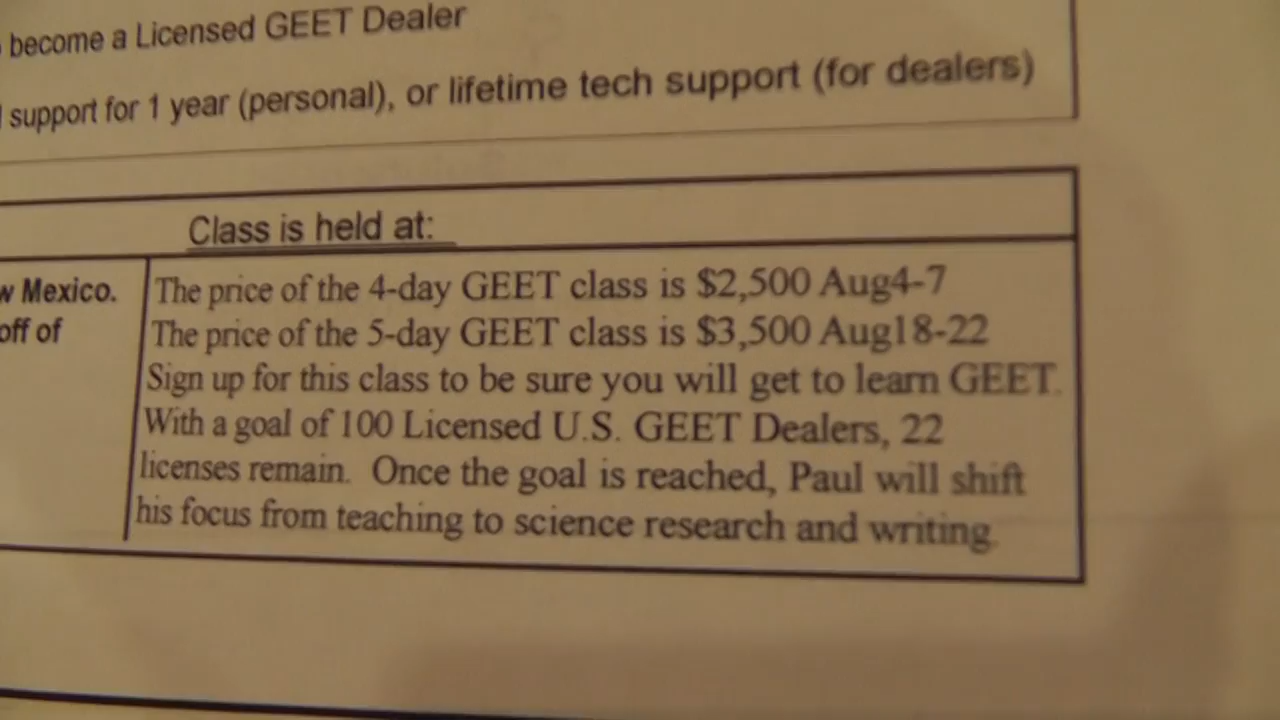 become a Licensed GEET Dealer
support for 1 year (personal), or lifetime tech support (for dealers)
Class is held at:
w Mexico.
off of
The price of the 4-day GEET class is $2,500 Aug4-7
The price of the 5-day GEET class is $3,500 Aug18-22
Sign up for this class to be sure you will get to learn GEET.
With a goal of 100 Licensed U.S. GEET Dealers, 22
licenses remain. Once the goal is reached, Paul will shift
his focus from teaching to science research and writing.